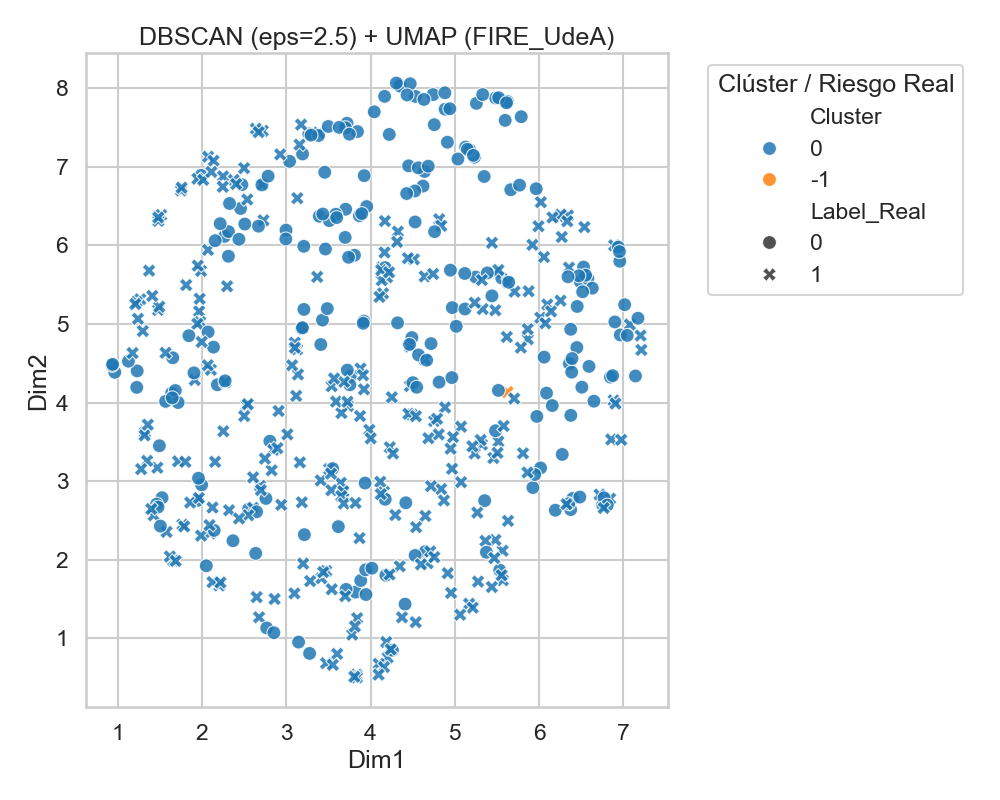 DBSCAN (eps=2.5) + UMAP (FIRE_UdeA)
Clúster / Riesgo Real
Cluster
0
-1
Label_Real
0
1
Dim2
8
7
6
5
4
3
2
1
1 2 3 4 5 6 7
Dim1